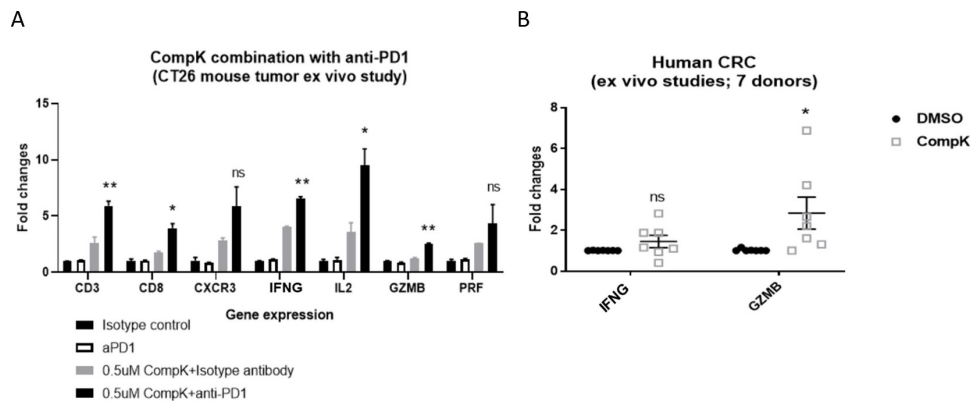 A
CompK combination with anti-PD1
(CT26 mouse tumor ex vivo study)
Fold changes
15
10
5
0
** * ns ** * ** ns
CD3 CD8 CXCR3 IFNG IL2 GZMB PRF
Gene expression
Isotype control
aPD1
0.5uM CompK+Isotype antibody
0.5uM CompK+anti-PD1
B
Human CRC
(ex vivo studies; 7 donors)
Fold changes
8
6
4
2
0
ns *
IFNG GZMB
DMSO
CompK